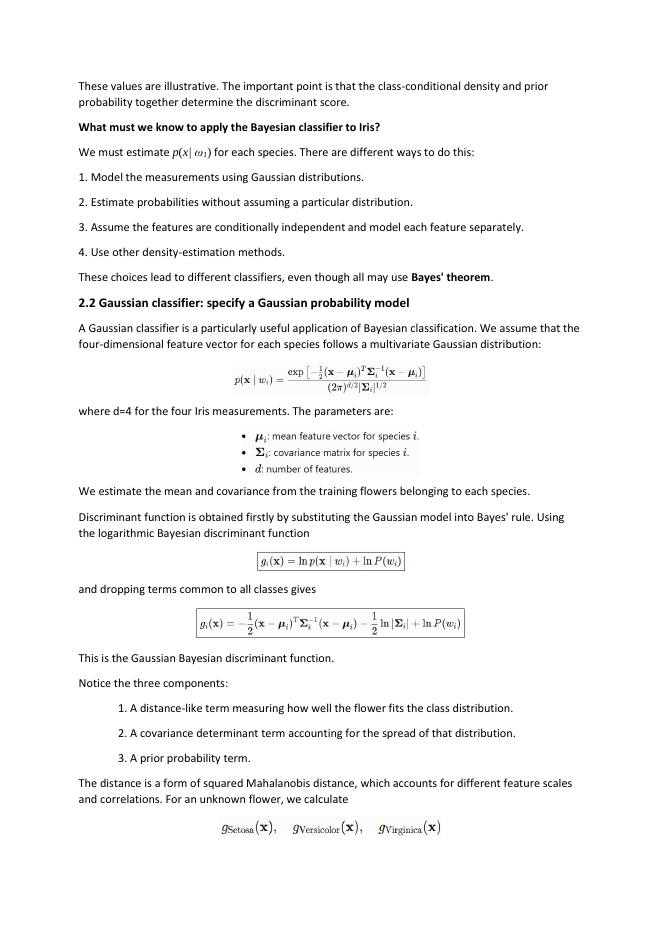 These values are illustrative. The important point is that the class-conditional density and prior
probability together determine the discriminant score.
What must we know to apply the Bayesian classifier to Iris?
We must estimate p(x| ω₁) for each species. There are different ways to do this:
1. Model the measurements using Gaussian distributions.
2. Estimate probabilities without assuming a particular distribution.
3. Assume the features are conditionally independent and model each feature separately.
4. Use other density-estimation methods.
These choices lead to different classifiers, even though all may use Bayes' theorem.
2.2 Gaussian classifier: specify a Gaussian probability model
A Gaussian classifier is a particularly useful application of Bayesian classification. We assume that the
four-dimensional feature vector for each species follows a multivariate Gaussian distribution:
p(x | wᵢ) = exp [−½(x − μᵢ)ᵀΣᵢ⁻¹(x − μᵢ)] / (2π)^{d/2}|Σᵢ|^{1/2}
where d=4 for the four Iris measurements. The parameters are:
• μᵢ: mean feature vector for species i.
• Σᵢ: covariance matrix for species i.
• d: number of features.
We estimate the mean and covariance from the training flowers belonging to each species.
Discriminant function is obtained firstly by substituting the Gaussian model into Bayes' rule. Using
the logarithmic Bayesian discriminant function
gᵢ(x) = ln p(x | wᵢ) + ln P(wᵢ)
and dropping terms common to all classes gives
gᵢ(x) = −1/2(x − μᵢ)ᵀΣᵢ⁻¹(x − μᵢ) − 1/2 ln |Σᵢ| + ln P(wᵢ)
This is the Gaussian Bayesian discriminant function.
Notice the three components:
1. A distance-like term measuring how well the flower fits the class distribution.
2. A covariance determinant term accounting for the spread of that distribution.
3. A prior probability term.
The distance is a form of squared Mahalanobis distance, which accounts for different feature scales
and correlations. For an unknown flower, we calculate
g_Setosa(x), g_Versicolor(x), g_Virginica(x)